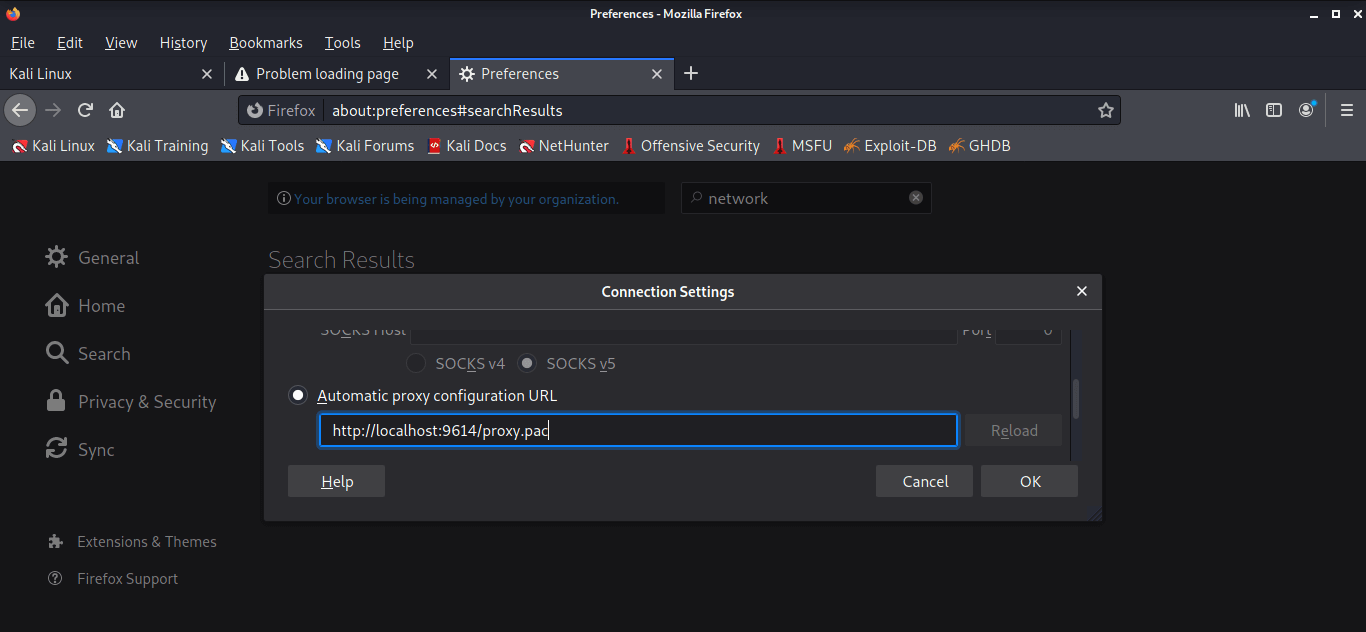 Preferences - Mozilla Firefox
File Edit View History Bookmarks Tools Help
Kali Linux Problem loading page Preferences
Firefox about:preferences#searchResults
Kali Linux Kali Training Kali Tools Kali Forums Kali Docs NetHunter Offensive Security MSFU Exploit-DB GHDB
Your browser is being managed by your organization. network
General
Search Results
Home
Search
Privacy & Security
Sync
Extensions & Themes
Firefox Support
Connection Settings
SOCKS Host Port 0
SOCKS v4 SOCKS v5
Automatic proxy configuration URL
http://localhost:9614/proxy.pac Reload
Help Cancel OK